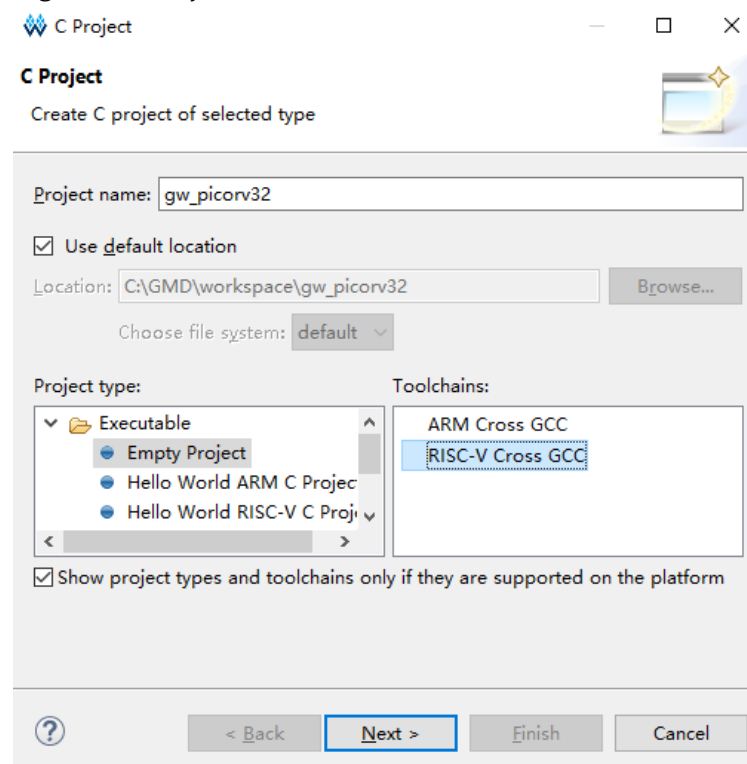 C Project
C Project
Create C project of selected type
Project name: gw_picorv32
Use default location
Location: C:\GMD\workspace\gw_picorv32 Browse...
Choose file system: default
Project type: Toolchains:
Executable ARM Cross GCC
Empty Project RISC-V Cross GCC
Hello World ARM C Projec
Hello World RISC-V C Proj
Show project types and toolchains only if they are supported on the platform
? < Back Next > Finish Cancel